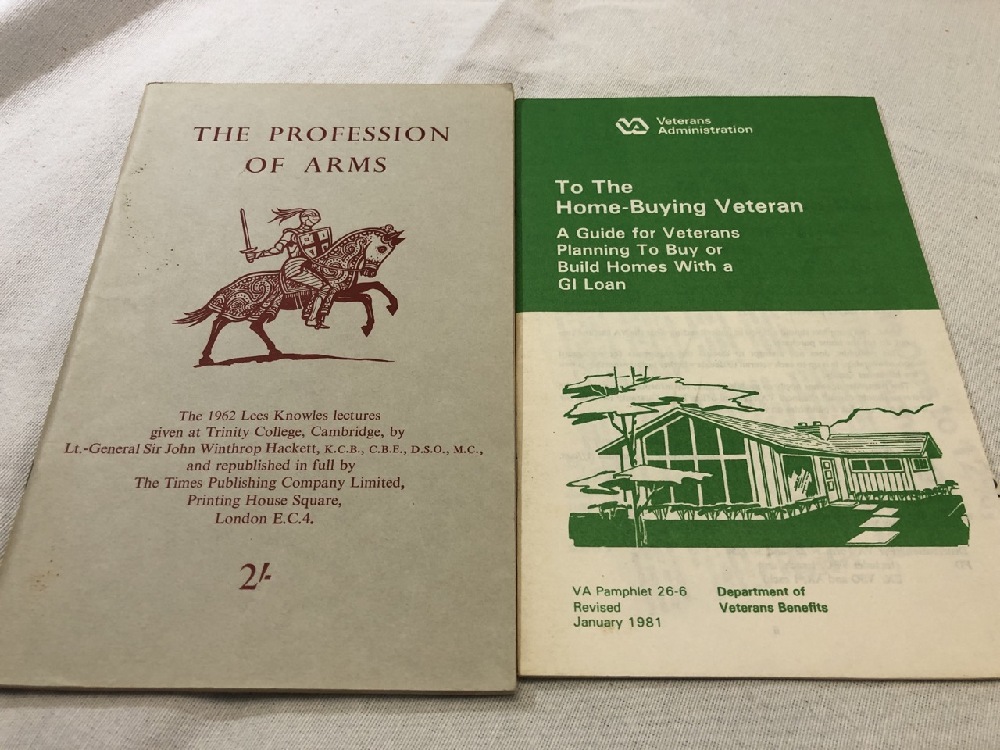 THE PROFESSION
OF ARMS
The 1962 Lees Knowles lectures
given at Trinity College, Cambridge, by
Lt.-General Sir John Winthrop Hackett, K.C.B., C.B.E., D.S.O., M.C.,
and republished in full by
The Times Publishing Company Limited,
Printing House Square,
London E.C.4.
2/-
VA Veterans
Administration
To The
Home-Buying Veteran
A Guide for Veterans
Planning To Buy or
Build Homes With a
GI Loan
VA Pamphlet 26-6
Revised
January 1981
Department of
Veterans Benefits